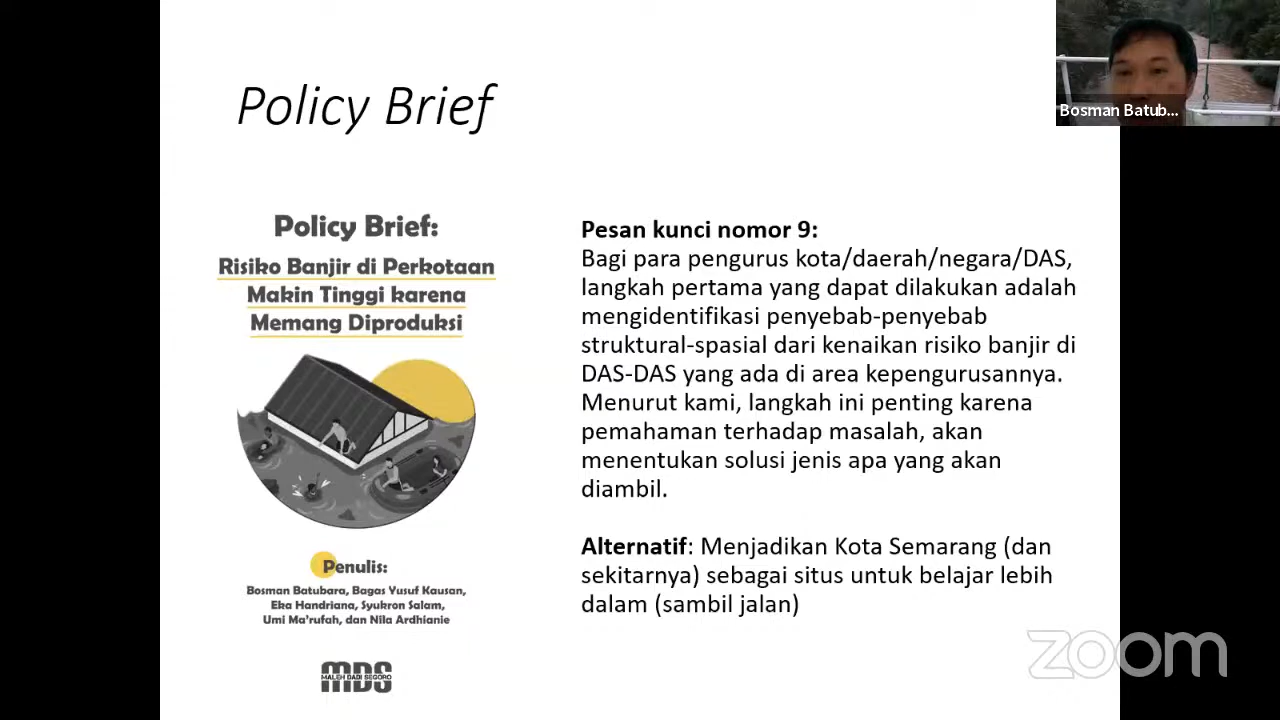 Policy Brief
Bosman Batub...
Policy Brief:
Risiko Banjir di Perkotaan
Makin Tinggi karena
Memang Diproduksi
Penulis:
Bosman Batubara, Bagas Yusuf Kausan,
Eka Handriana, Syukron Salam,
Umi Ma'rufah, dan Nila Ardhianie
MDS
MALEH DADI SEGORO
Pesan kunci nomor 9:
Bagi para pengurus kota/daerah/negara/DAS,
langkah pertama yang dapat dilakukan adalah
mengidentifikasi penyebab-penyebab
struktural-spasial dari kenaikan risiko banjir di
DAS-DAS yang ada di area kepengurusannya.
Menurut kami, langkah ini penting karena
pemahaman terhadap masalah, akan
menentukan solusi jenis apa yang akan
diambil.
Alternatif: Menjadikan Kota Semarang (dan
sekitarnya) sebagai situs untuk belajar lebih
dalam (sambil jalan)
zoom